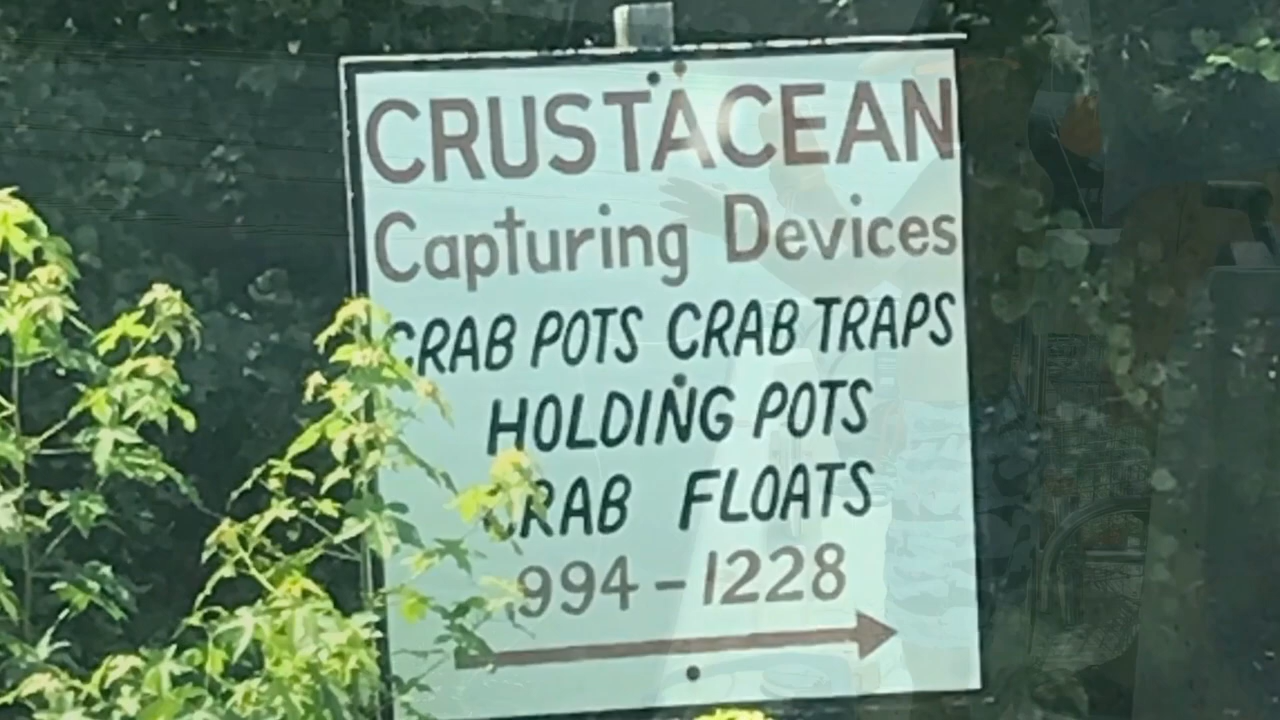 CRUSTACEAN
Capturing Devices
CRAB POTS CRAB TRAPS
HOLDING POTS
CRAB FLOATS
994-1228